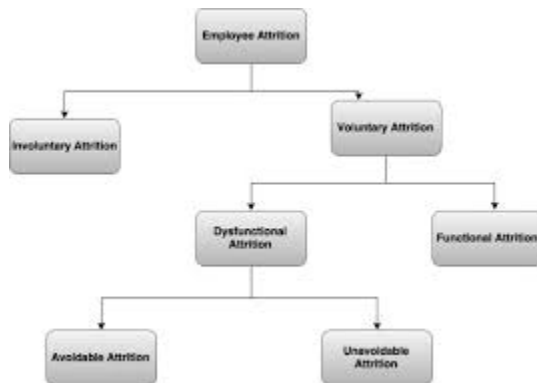 Employee Attrition
Involuntary Attrition
Voluntary Attrition
Dysfunctional
Attrition
Functional Attrition
Avoidable Attrition
Unavoidable
Attrition